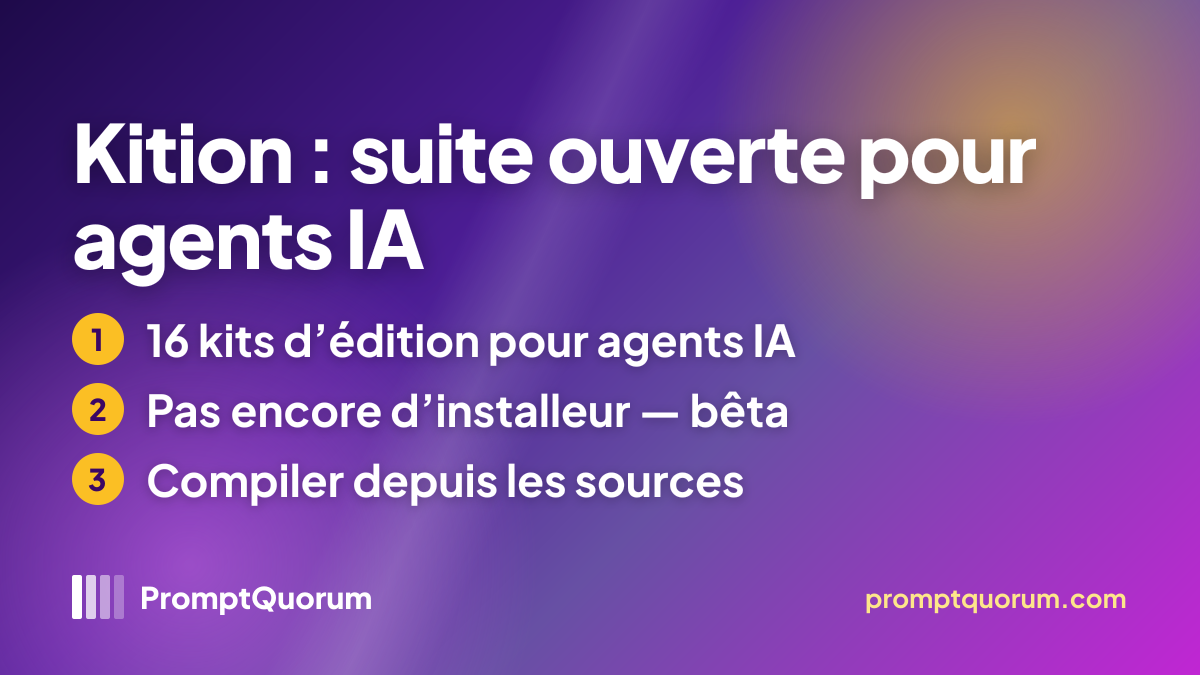 Kition : suite ouverte pour
agents IA
1 16 kits d’édition pour agents IA
2 Pas encore d’installeur — bêta
3 Compiler depuis les sources
PromptQuorum
promptquorum.com